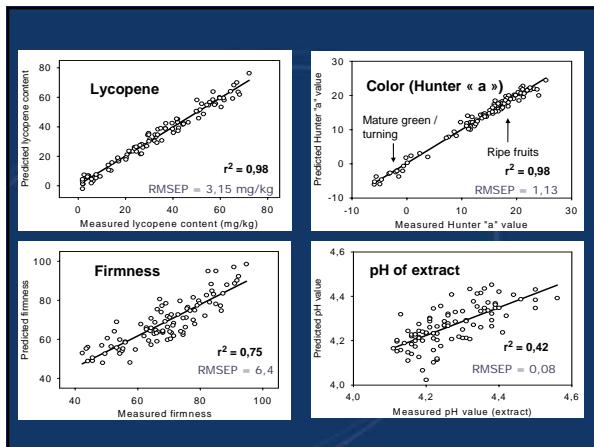 Lycopene
Predicted lycopene content
80
60
40
20
0
r² = 0,98
RMSEP = 3,15 mg/kg
0 20 40 60 80
Measured lycopene content (mg/kg)
Color (Hunter « a »)
Predicted Hunter "a" value
30
20
10
0
-10
Mature green /
turning
Ripe fruits
r² = 0,98
RMSEP = 1,13
-10 0 10 20 30
Measured Hunter "a" value
Firmness
Predicted firmness
100
80
60
40
r² = 0,75
RMSEP = 6,4
40 60 80 100
Measured firmness
pH of extract
Predicted pH value
4,6
4,4
4,2
4,0
r² = 0,42
RMSEP = 0,08
4,0 4,2 4,4 4,6
Measured pH value (extract)